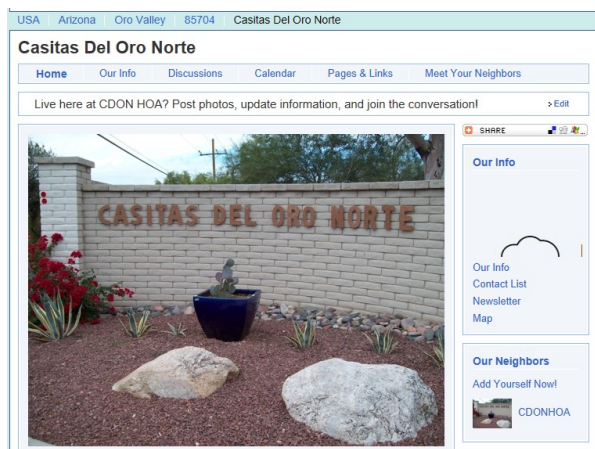 USA Arizona Oro Valley 85704 Casitas Del Oro Norte
Casitas Del Oro Norte
Home Our Info Discussions Calendar Pages & Links Meet Your Neighbors
Live here at CDON HOA? Post photos, update information, and join the conversation! > Edit
SHARE
CASITAS DEL ORO NORTE
Our Info
Our Info
Contact List
Newsletter
Map
Our Neighbors
Add Yourself Now!
CDONHOA